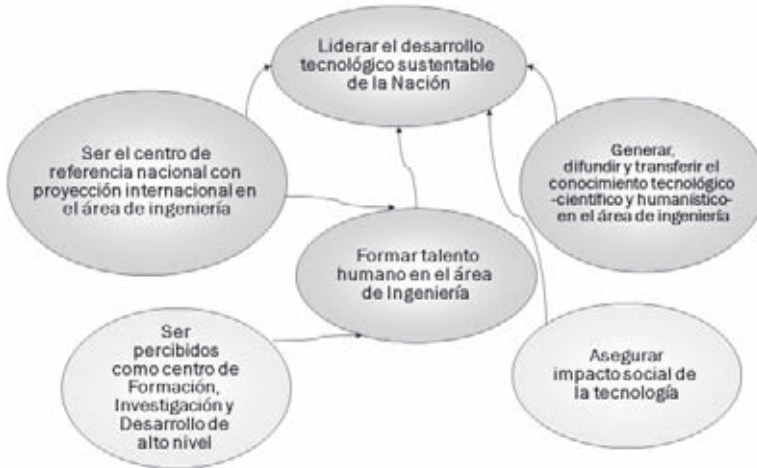 Liderar el desarrollo
tecnológico sustentable
de la Nación
Ser el centro de
referencia nacional con
proyección internacional en
el área de ingeniería
Generar,
difundir y transferir el
conocimiento tecnológico
-científico y humanístico-
en el área de ingeniería
Formar talento
humano en el área
de Ingeniería
Ser
percibidos
como centro de
Formación,
Investigación y
Desarrollo de
alto nivel
Asegurar
impacto social de
la tecnología